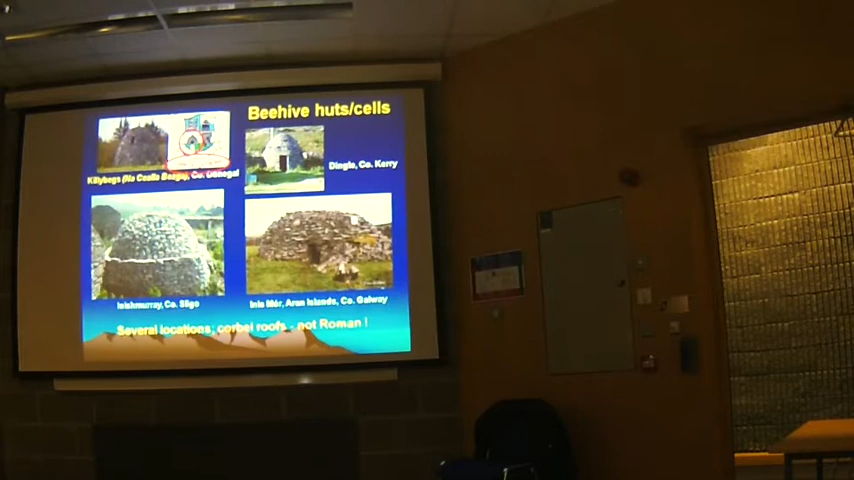 Beehive huts/cells
Killybegs (Na Cealla Beaga), Co. Donegal
Dingle, Co. Kerry
Inishmurray, Co. Sligo
Inis Mór, Aran Islands, Co. Galway
Several locations; corbel roofs - not Roman !